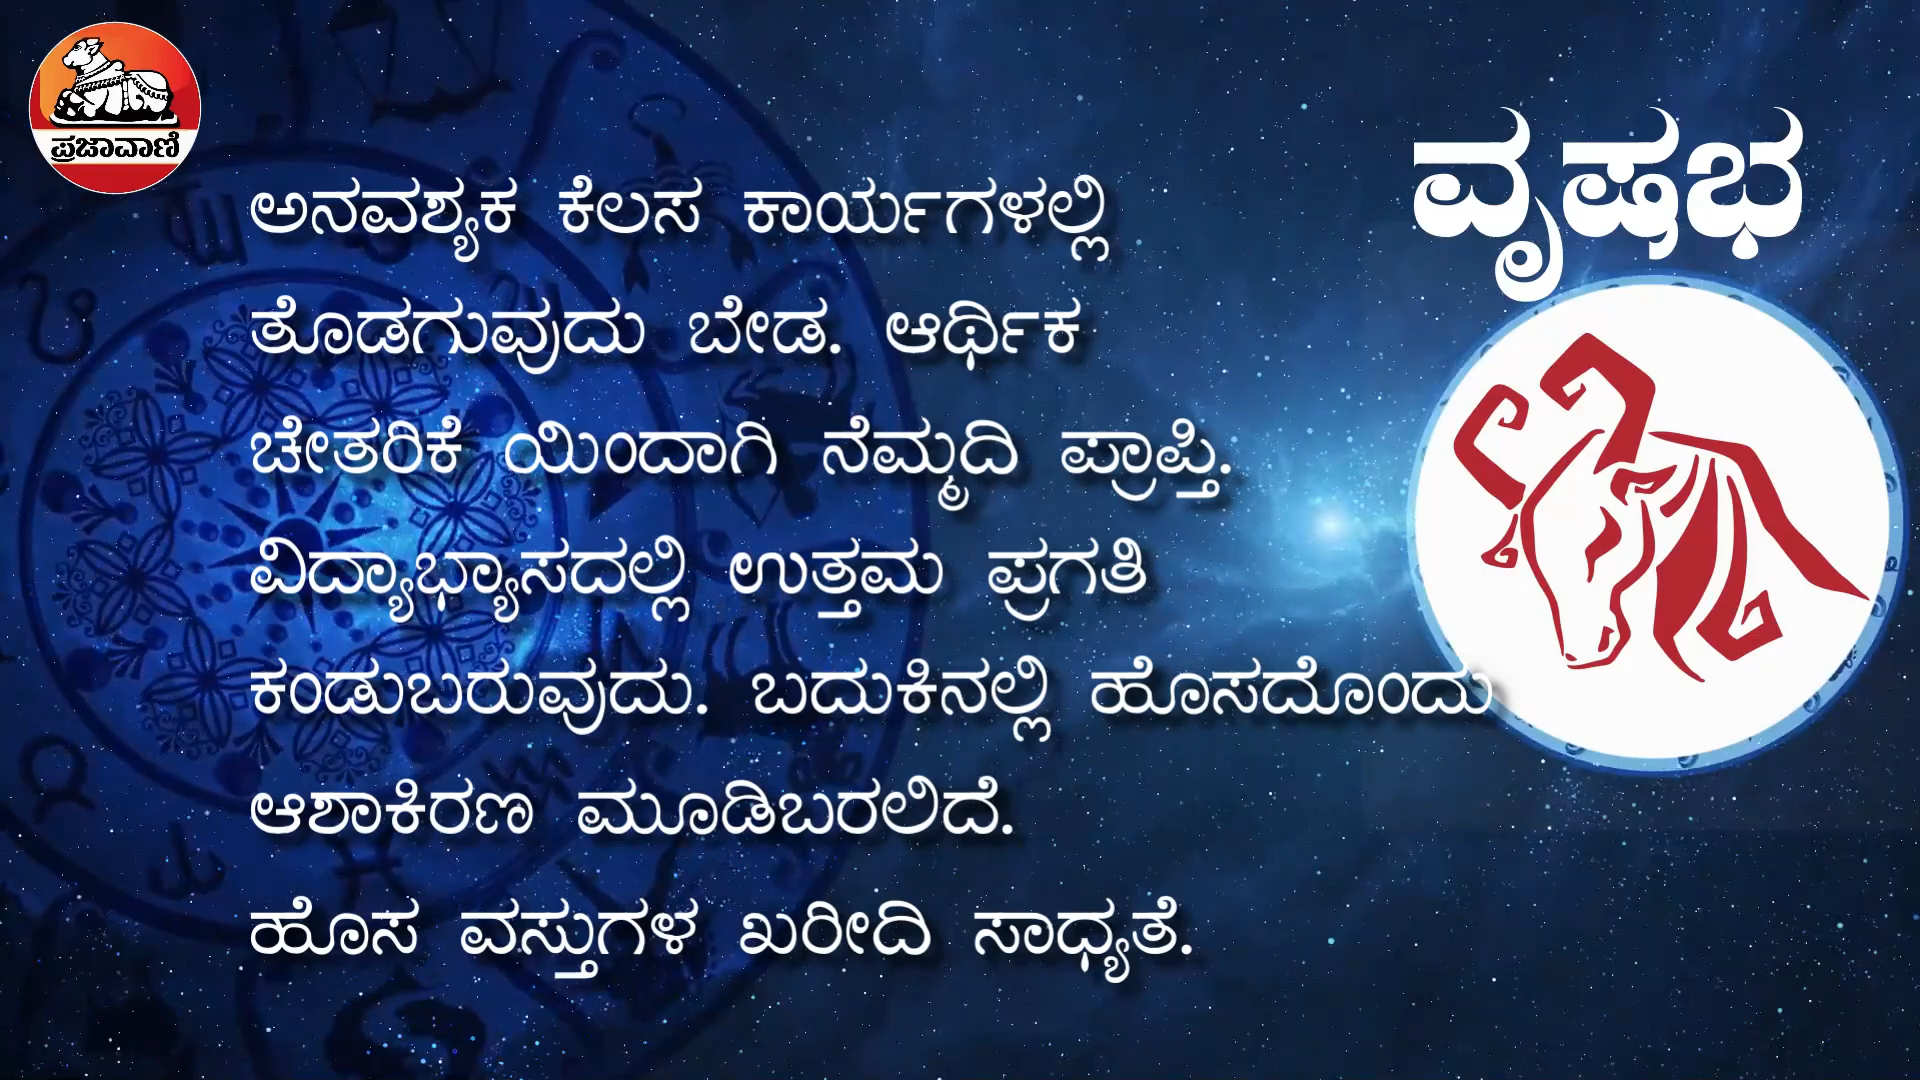 ಪ್ರಜಾವಾಣಿ
ವೃಷಭ
ಅನವಶ್ಯಕ ಕೆಲಸ ಕಾರ್ಯಗಳಲ್ಲಿ
ತೊಡಗುವುದು ಬೇಡ. ಆರ್ಥಿಕ
ಚೇತರಿಕೆ ಯಿಂದಾಗಿ ನೆಮ್ಮದಿ ಪ್ರಾಪ್ತಿ.
ವಿದ್ಯಾಭ್ಯಾಸದಲ್ಲಿ ಉತ್ತಮ ಪ್ರಗತಿ
ಕಂಡುಬರುವುದು. ಬದುಕಿನಲ್ಲಿ ಹೊಸದೊಂದು
ಆಶಾಕಿರಣ ಮೂಡಿಬರಲಿದೆ.
ಹೊಸ ವಸ್ತುಗಳ ಖರೀದಿ ಸಾಧ್ಯತೆ.